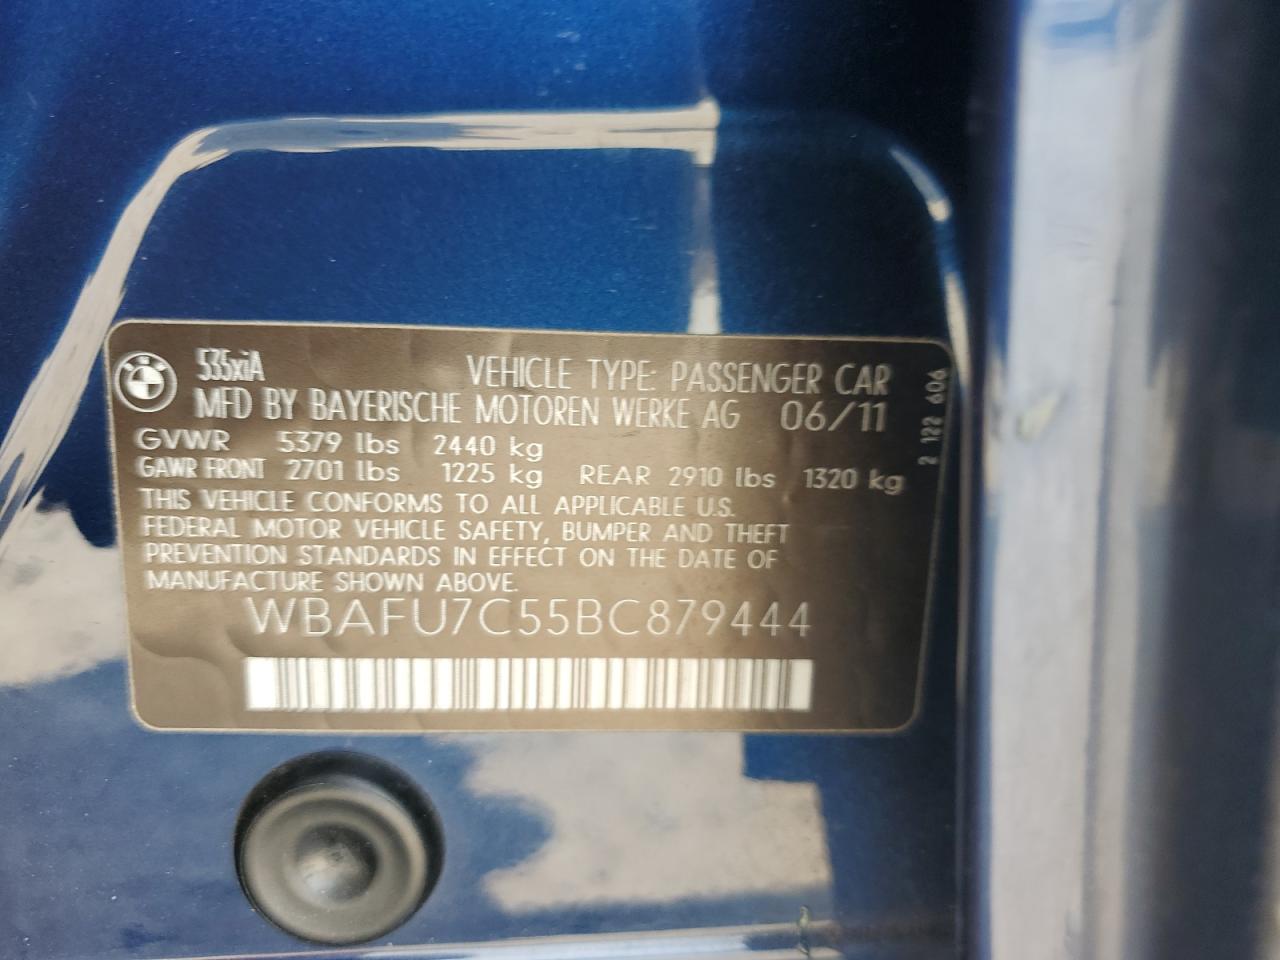 535xiA VEHICLE TYPE: PASSENGER CAR
MFD BY BAYERISCHE MOTOREN WERKE AG 06/11
GVWR 5379 lbs 2440 kg
GAWR FRONT 2701 lbs 1225 kg REAR 2910 lbs 1320 kg
THIS VEHICLE CONFORMS TO ALL APPLICABLE U.S.
FEDERAL MOTOR VEHICLE SAFETY, BUMPER AND THEFT
PREVENTION STANDARDS IN EFFECT ON THE DATE OF
MANUFACTURE SHOWN ABOVE.
WBAFU7C55BC879444
2 122 606